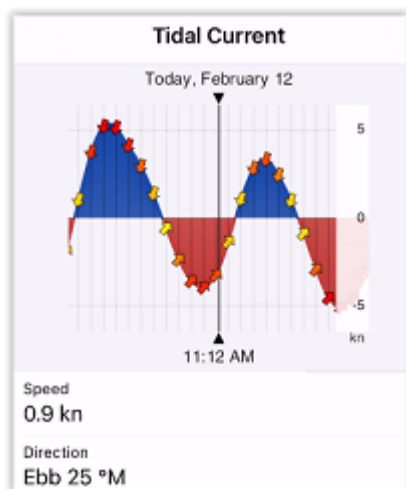 Tidal Current
Today, February 12
5
0
-5
kn
11:12 AM
Speed
0.9 kn
Direction
Ebb 25 °M